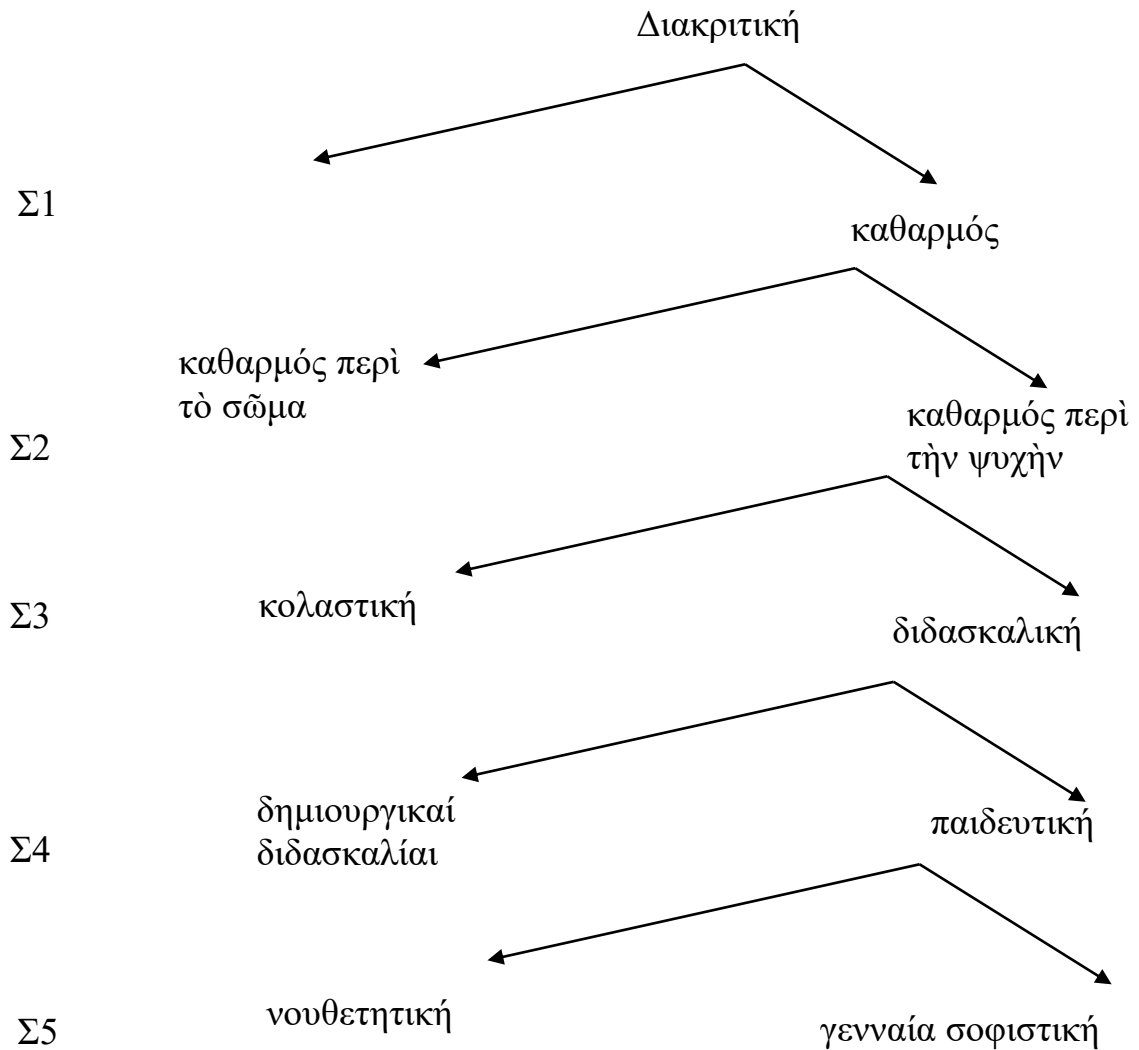 Διακριτική
Σ1
καθαρμός
καθαρμός περὶ
τὸ σῶμα
καθαρμός περὶ
τὴν ψυχὴν
Σ2
κολαστική
Σ3
διδασκαλική
δημιουργικαί
διδασκαλίαι
παιδευτική
Σ4
νουθετητική
Σ5
γενναία σοφιστική